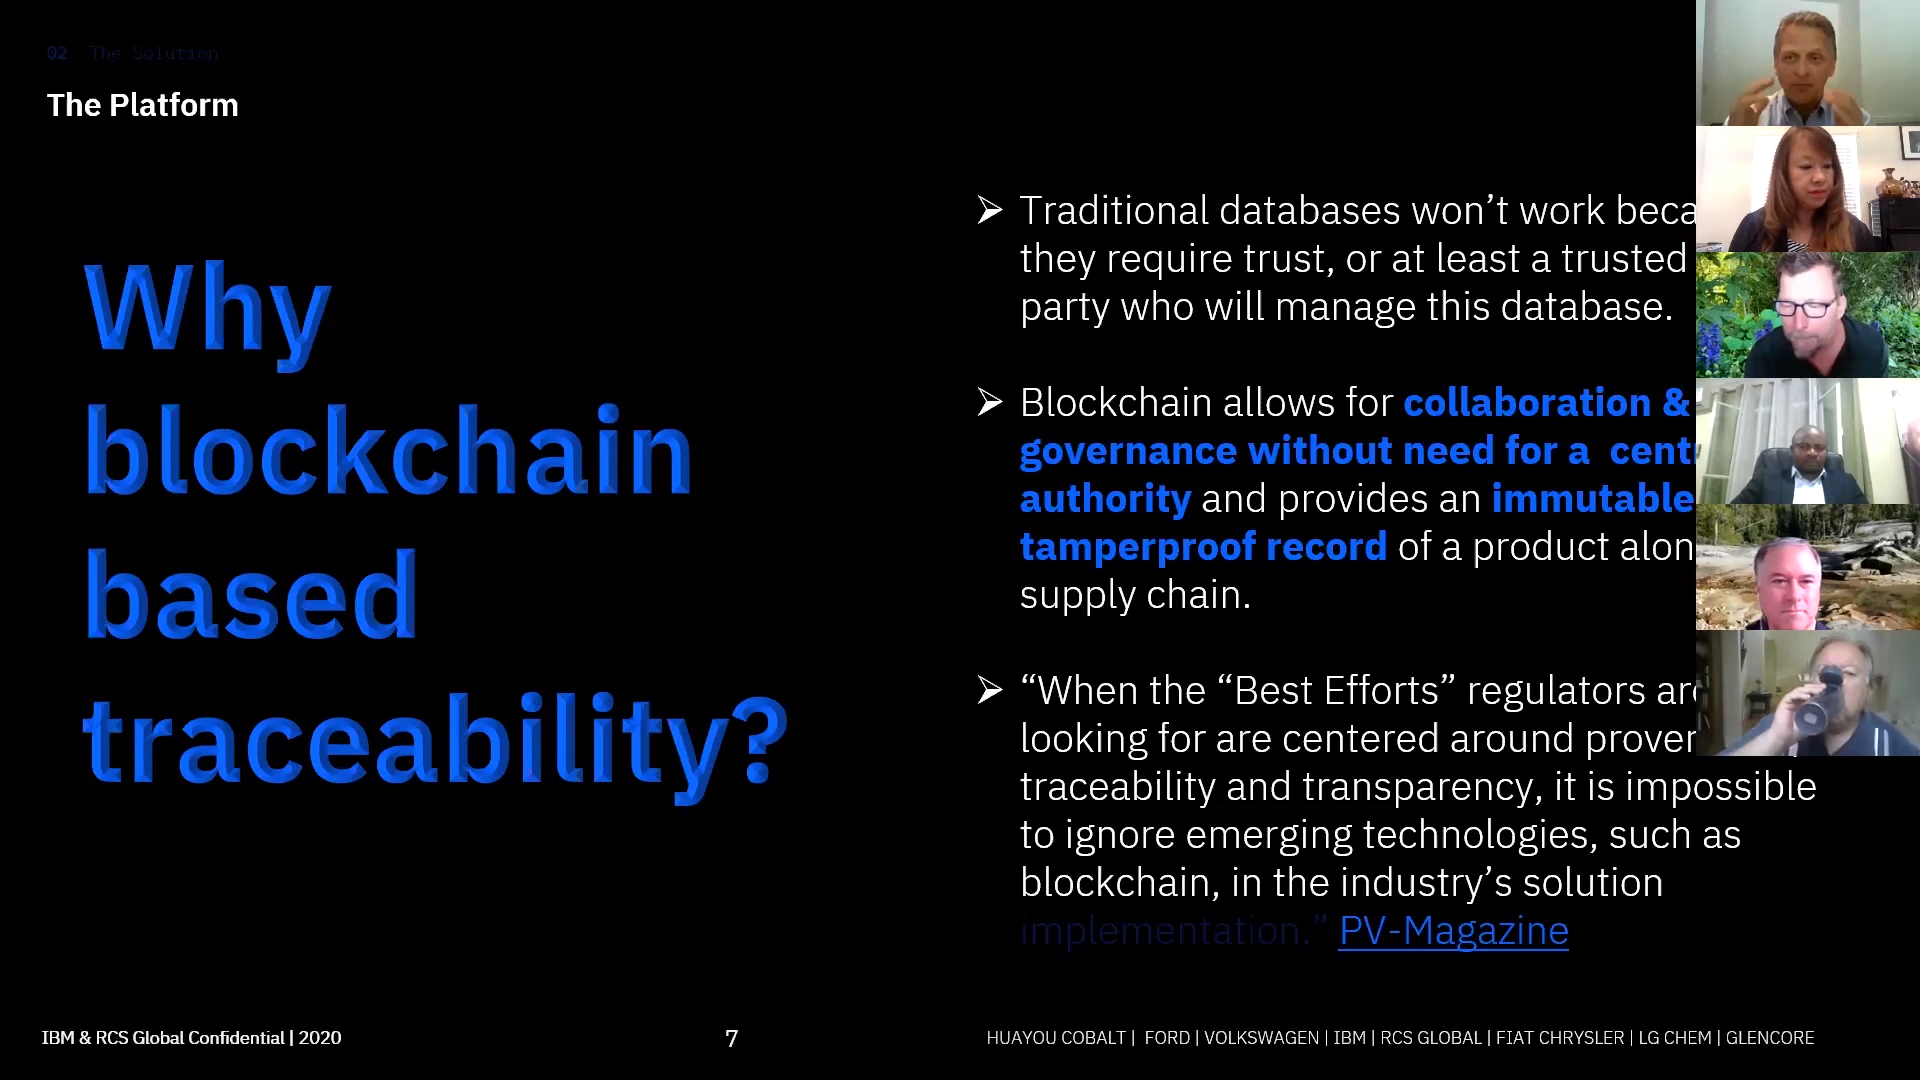 02 The Solution
The Platform
Why
blockchain
based
traceability?
➢ Traditional databases won’t work beca
they require trust, or at least a trusted
party who will manage this database.
➢ Blockchain allows for collaboration &
governance without need for a cent
authority and provides an immutable
tamperproof record of a product alon
supply chain.
➢ “When the “Best Efforts” regulators are
looking for are centered around proven
traceability and transparency, it is impossible
to ignore emerging technologies, such as
blockchain, in the industry’s solution
implementation.” PV-Magazine
IBM & RCS Global Confidential | 2020
7
HUAYOU COBALT | FORD | VOLKSWAGEN | IBM | RCS GLOBAL | FIAT CHRYSLER | LG CHEM | GLENCORE